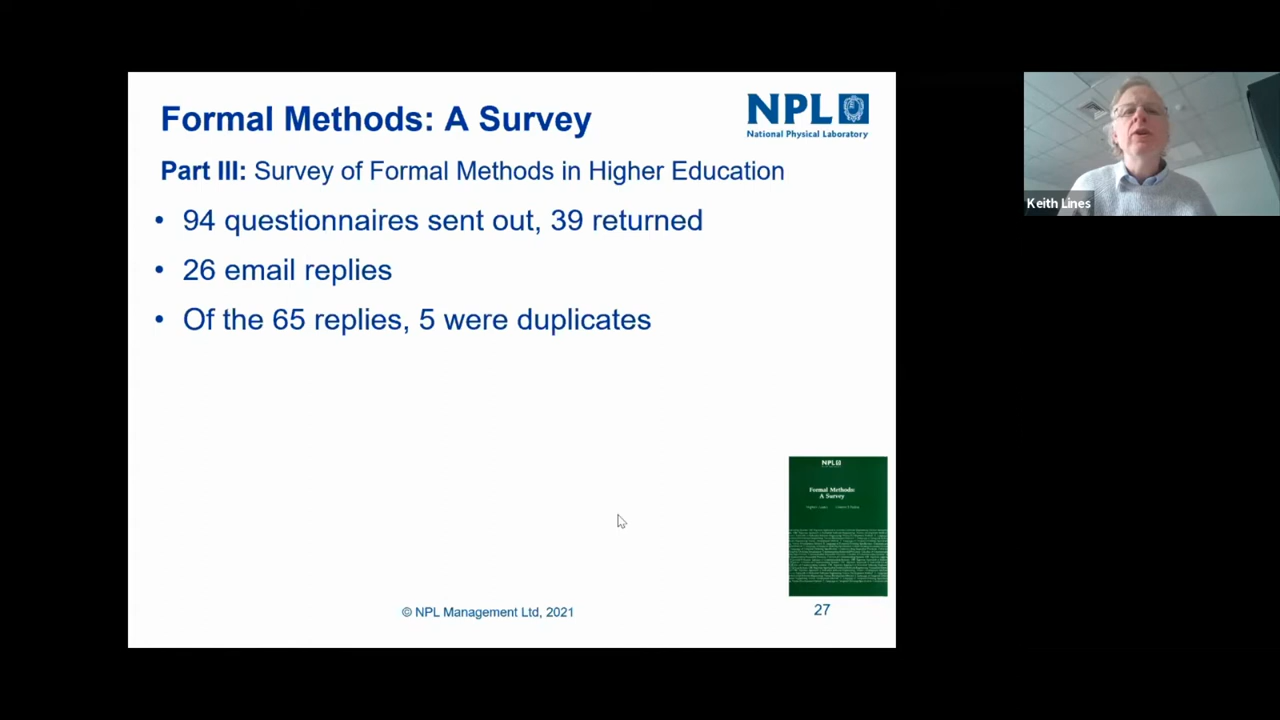 Formal Methods: A Survey
NPL
National Physical Laboratory
Part III: Survey of Formal Methods in Higher Education
• 94 questionnaires sent out, 39 returned
• 26 email replies
• Of the 65 replies, 5 were duplicates
NPL
Formal Methods:
A Survey
© NPL Management Ltd, 2021
27
Keith Lines